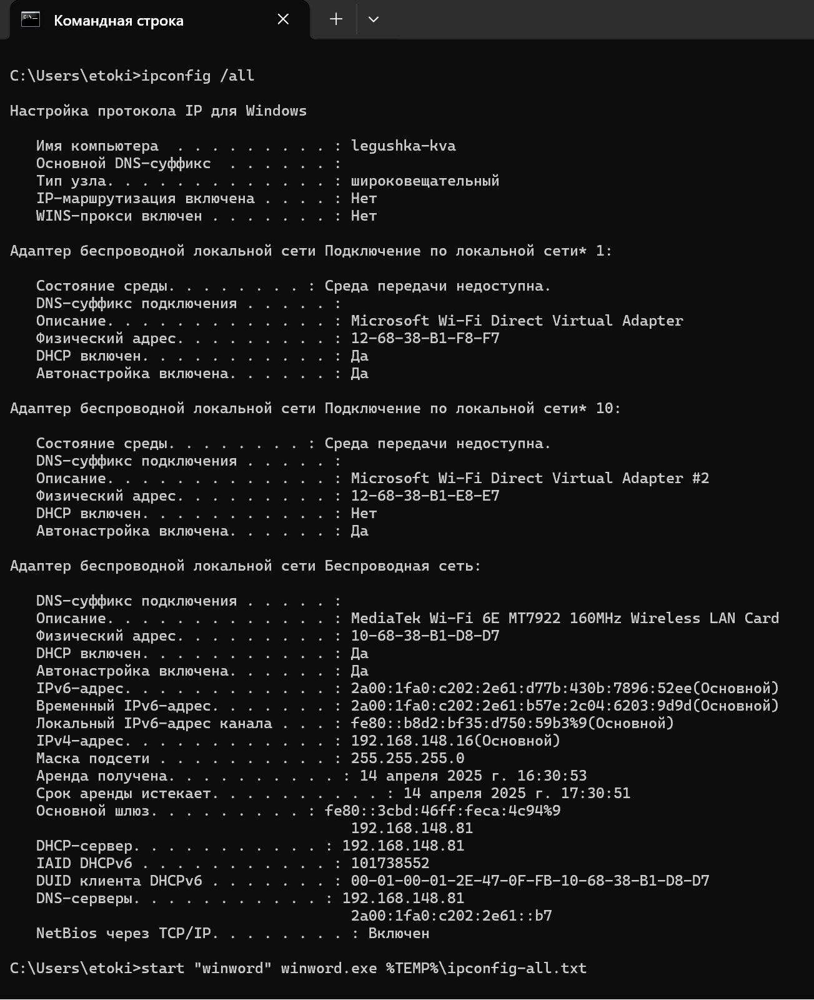 Командная строка
C:\Users\etoki>ipconfig /all
Настройка протокола IP для Windows
Имя компьютера  . . . . . . . . . : legushka-kva
Основной DNS-суффикс  . . . . . . :
Тип узла. . . . . . . . . . . . . : широковещательный
IP-маршрутизация включена . . . . : Нет
WINS-прокси включен . . . . . . . : Нет
Адаптер беспроводной локальной сети Подключение по локальной сети* 1:
Состояние среды. . . . . . . . : Среда передачи недоступна.
DNS-суффикс подключения . . . . . :
Описание. . . . . . . . . . . . . : Microsoft Wi-Fi Direct Virtual Adapter
Физический адрес. . . . . . . . . : 12-68-38-B1-F8-F7
DHCP включен. . . . . . . . . . . : Да
Автонастройка включена. . . . . . : Да
Адаптер беспроводной локальной сети Подключение по локальной сети* 10:
Состояние среды. . . . . . . . : Среда передачи недоступна.
DNS-суффикс подключения . . . . . :
Описание. . . . . . . . . . . . . : Microsoft Wi-Fi Direct Virtual Adapter #2
Физический адрес. . . . . . . . . : 12-68-38-B1-E8-E7
DHCP включен. . . . . . . . . . . : Нет
Автонастройка включена. . . . . . : Да
Адаптер беспроводной локальной сети Беспроводная сеть:
DNS-суффикс подключения . . . . . :
Описание. . . . . . . . . . . . . : MediaTek Wi-Fi 6E MT7922 160MHz Wireless LAN Card
Физический адрес. . . . . . . . . : 10-68-38-B1-D8-D7
DHCP включен. . . . . . . . . . . : Да
Автонастройка включена. . . . . . : Да
IPv6-адрес. . . . . . . . . . . . : 2a00:1fa0:c202:2e61:d77b:430b:7896:52ee(Основной)
Временный IPv6-адрес. . . . . . . : 2a00:1fa0:c202:2e61:b57e:2c04:6203:9d9d(Основной)
Локальный IPv6-адрес канала . . . : fe80::b8d2:bf35:d750:59b3%9(Основной)
IPv4-адрес. . . . . . . . . . . . : 192.168.148.16(Основной)
Маска подсети . . . . . . . . . . : 255.255.255.0
Аренда получена. . . . . . . . . . : 14 апреля 2025 г. 16:30:53
Срок аренды истекает. . . . . . . . . . : 14 апреля 2025 г. 17:30:51
Основной шлюз. . . . . . . . . : fe80::3cbd:46ff:feca:4c94%9
192.168.148.81
DHCP-сервер. . . . . . . . . . . : 192.168.148.81
IAID DHCPv6 . . . . . . . . . . . : 101738552
DUID клиента DHCPv6 . . . . . . . : 00-01-00-01-2E-47-0F-FB-10-68-38-B1-D8-D7
DNS-серверы. . . . . . . . . . . : 192.168.148.81
2a00:1fa0:c202:2e61::b7
NetBios через TCP/IP. . . . . . . . : Включен
C:\Users\etoki>start "winword" winword.exe %TEMP%\ipconfig-all.txt